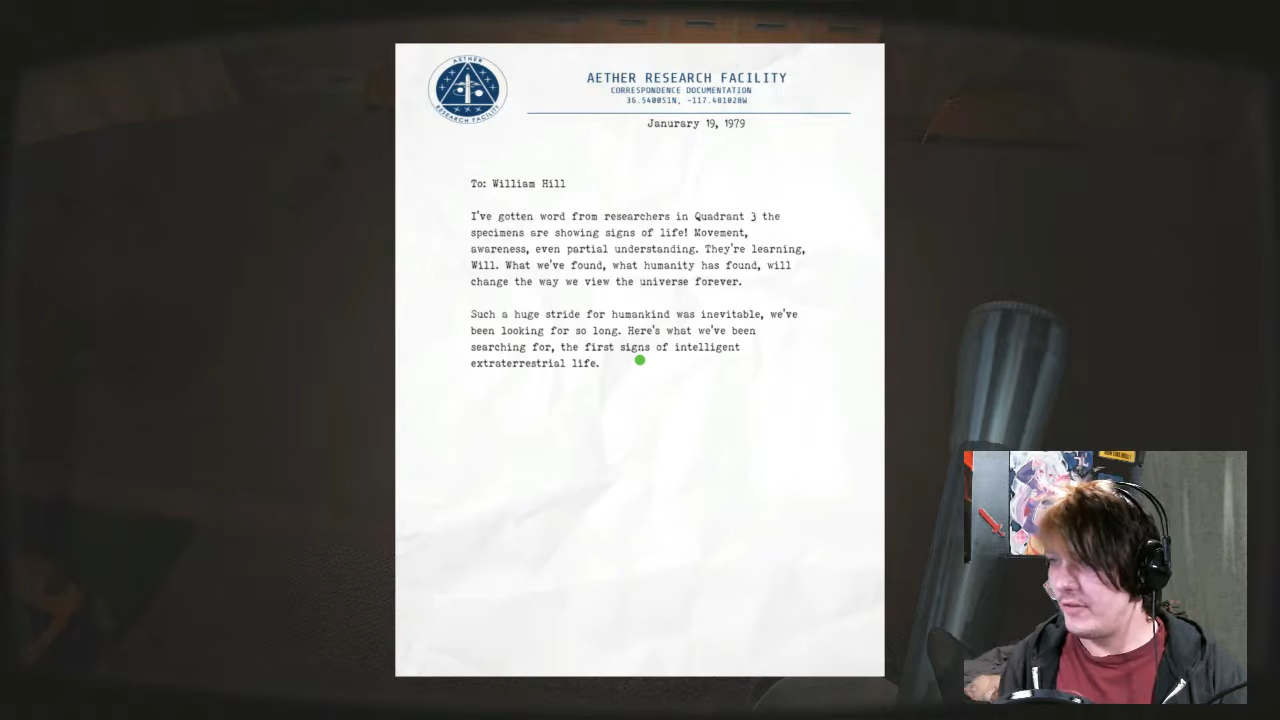 AETHER
RESEARCH FACILITY
AETHER RESEARCH FACILITY
CORRESPONDENCE DOCUMENTATION
36.540051N, -117.481028W
Janurary 19, 1979
To: William Hill
I've gotten word from researchers in Quadrant 3 the
specimens are showing signs of life! Movement,
awareness, even partial understanding. They're learning,
Will. What we've found, what humanity has found, will
change the way we view the universe forever.
Such a huge stride for humankind was inevitable, we've
been looking for so long. Here's what we've been
searching for, the first signs of intelligent
extraterrestrial life.